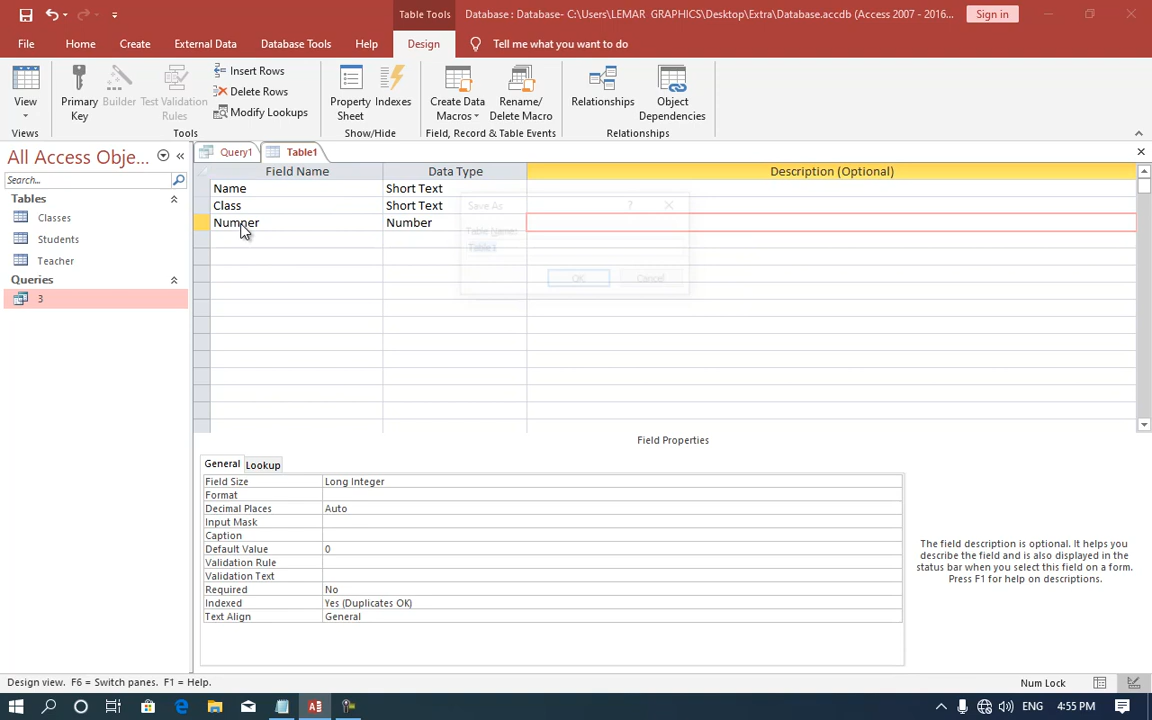 Table Tools
Database : Database- C:\Users\LEMAR GRAPHICS\Desktop\Extra\Database.accdb (Access 2007 - 2016...
Sign in
File
Home
Create
External Data
Database Tools
Help
Design
Tell me what you want to do
View
Primary Key
Builder
Test Validation Rules
Insert Rows
Delete Rows
Modify Lookups
Property Sheet
Indexes
Create Data Macros
Rename/ Delete Macro
Relationships
Object Dependencies
Views
Tools
Show/Hide
Field, Record & Table Events
Relationships
All Access Obje...
Search...
Tables
Classes
Students
Teacher
Queries
3
Query1
Table1
Field Name
Data Type
Description (Optional)
Name
Short Text
Class
Short Text
Numner
Number
Save As
?
Table Name:
Table1
OK
Cancel
Field Properties
General
Lookup
Field Size
Long Integer
Format
Decimal Places
Auto
Input Mask
Caption
Default Value
0
Validation Rule
Validation Text
Required
No
Indexed
Yes (Duplicates OK)
Text Align
General
The field description is optional. It helps you
describe the field and is also displayed in the
status bar when you select this field on a form.
Press F1 for help on descriptions.
Design view. F6 = Switch panes. F1 = Help.
Num Lock
ENG
4:55 PM